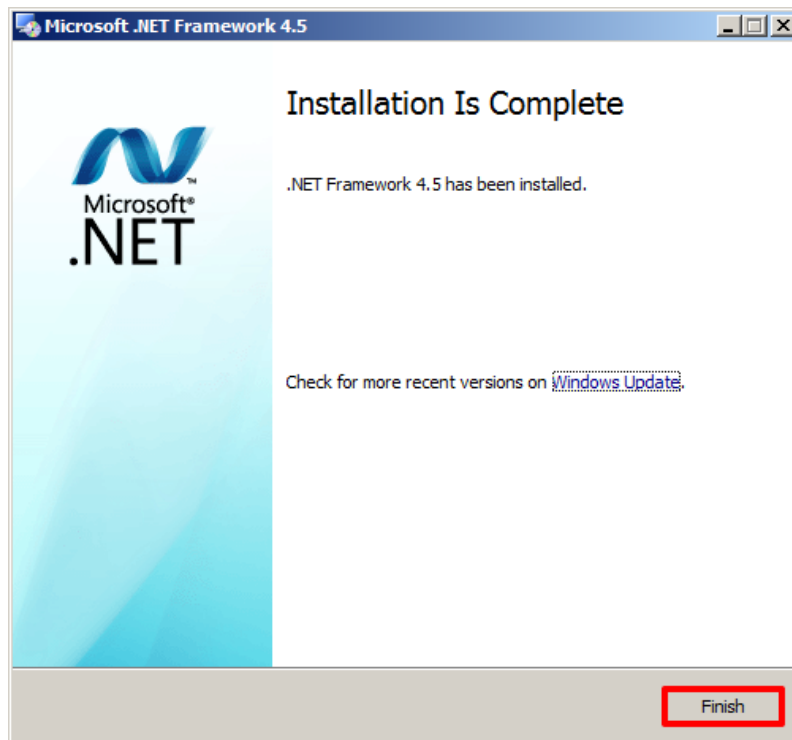 Microsoft .NET Framework 4.5
Installation Is Complete
.NET Framework 4.5 has been installed.
Microsoft®
.NET™
Check for more recent versions on Windows Update.
Finish